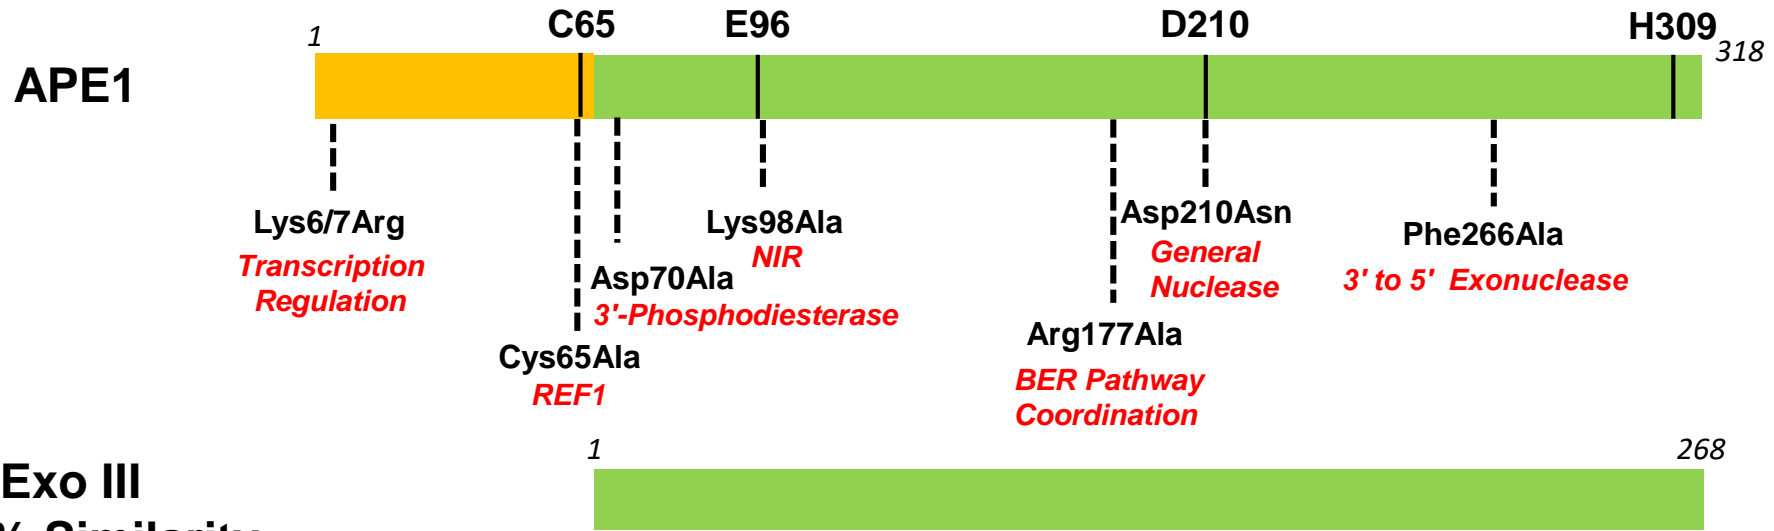 C65
E96
D210
H309
1
318
APE1
Lys6/7Arg
Transcription
Regulation
Cys65Ala
REF1
Asp70Ala
3'-Phosphodiesterase
Lys98Ala
NIR
Arg177Ala
BER Pathway
Coordination
Asp210Asn
General
Nuclease
Phe266Ala
3' to 5' Exonuclease
1
268
Exo III
% Similarity